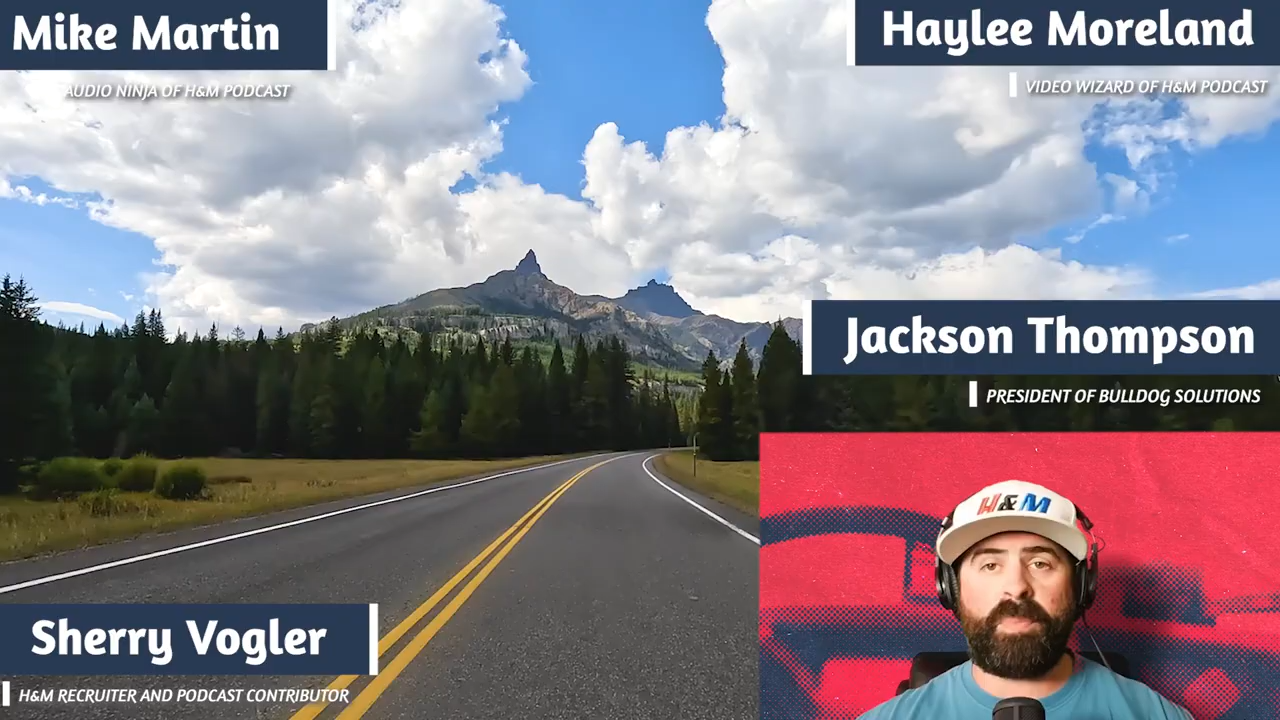 Mike Martin
AUDIO NINJA OF H&M PODCAST
Haylee Moreland
VIDEO WIZARD OF H&M PODCAST
Jackson Thompson
PRESIDENT OF BULLDOG SOLUTIONS
H&M
Sherry Vogler
H&M RECRUITER AND PODCAST CONTRIBUTOR